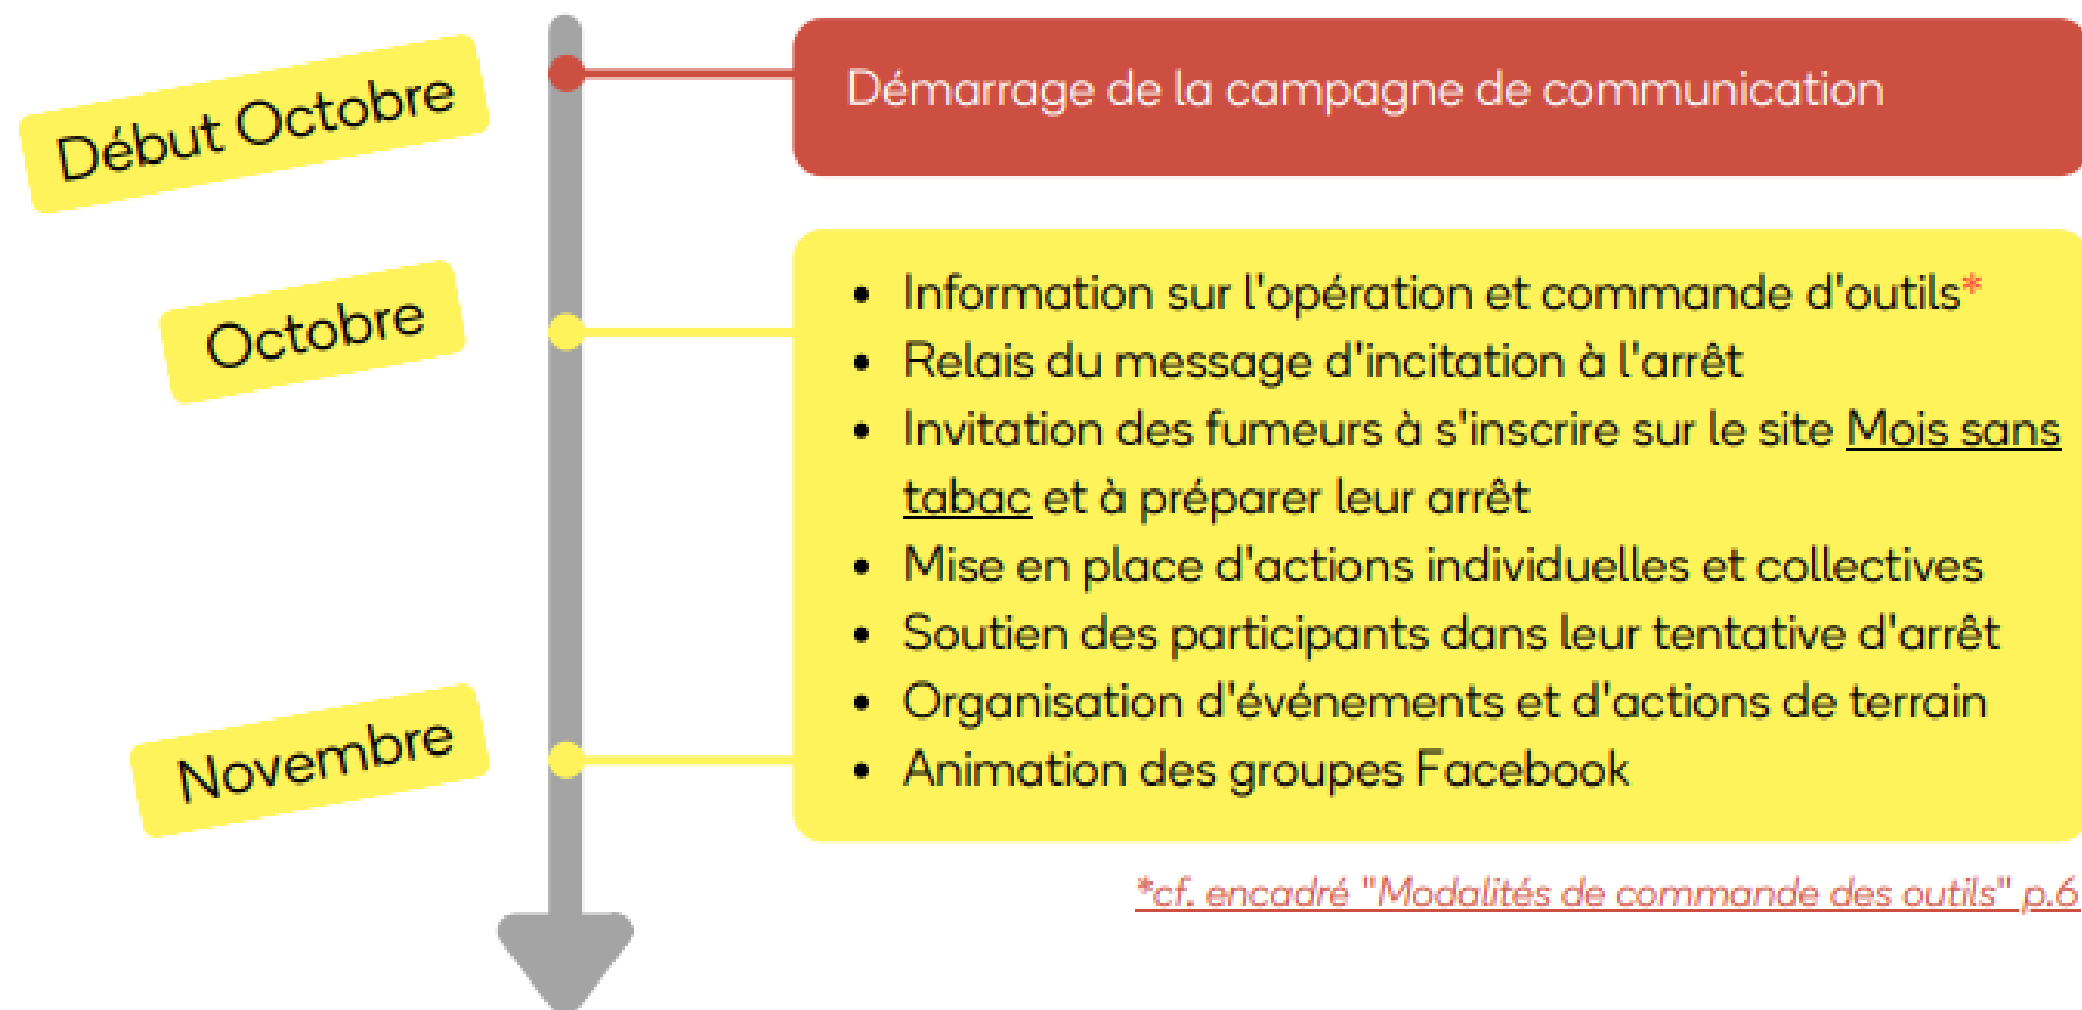 Début Octobre
Démarrage de la campagne de communication
Octobre
• Information sur l'opération et commande d'outils*
• Relais du message d'incitation à l'arrêt
• Invitation des fumeurs à s'inscrire sur le site Mois sans
tabac et à préparer leur arrêt
• Mise en place d'actions individuelles et collectives
• Soutien des participants dans leur tentative d'arrêt
• Organisation d'événements et d'actions de terrain
• Animation des groupes Facebook
Novembre
*cf. encadré "Modalités de commande des outils" p.6